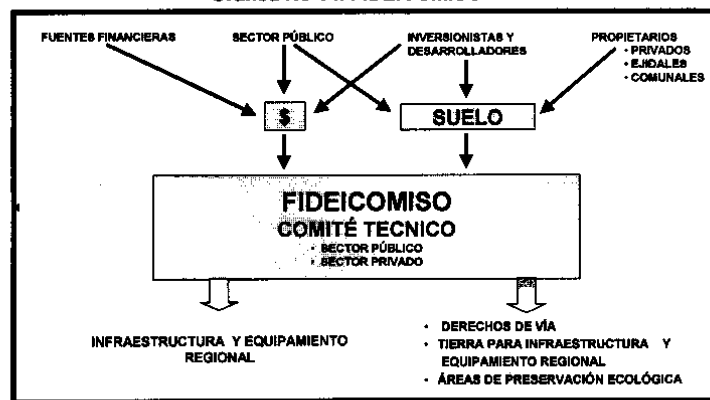 FUENTES FINANCIERAS
SECTOR PÚBLICO
INVERSIONISTAS Y
DESARROLLADORES
PROPIETARIOS
• PRIVADOS
• EJIDALES
• COMUNALES
$
SUELO
FIDEICOMISO
COMITÉ TECNICO
• SECTOR PÚBLICO
• SECTOR PRIVADO
INFRAESTRUCTURA Y EQUIPAMIENTO
REGIONAL
• DERECHOS DE VÍA
• TIERRA PARA INFRAESTRUCTURA Y
EQUIPAMIENTO REGIONAL
• ÁREAS DE PRESERVACIÓN ECOLÓGICA